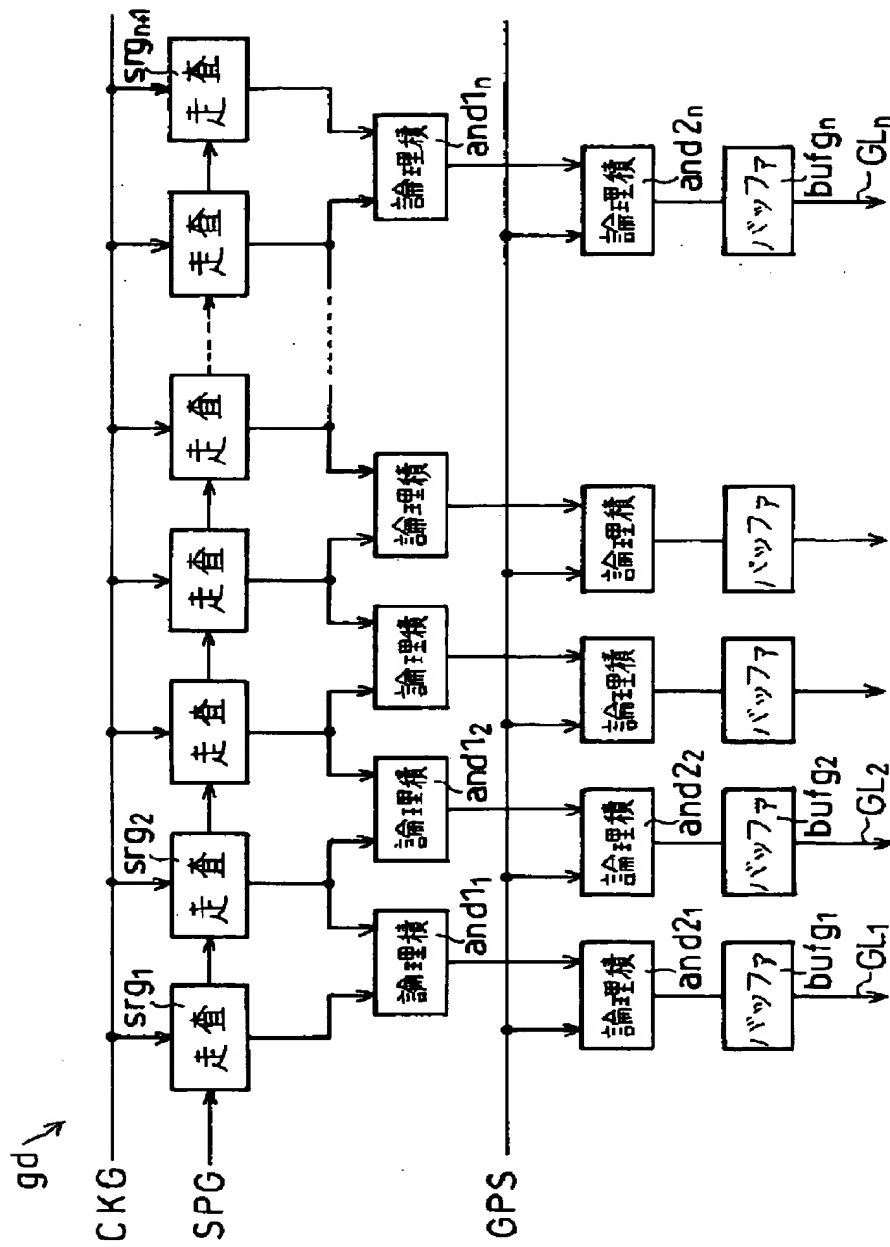 gd
CKG
srg1 srg2 srgn+1
SPG 走査 走査 走査 走査 走査 走査 走査
論理積 論理積 論理積 論理積 論理積
and11 and12 and1n
GPS
論理積 論理積 論理積 論理積 論理積
and21 and22 and2n
バッファ バッファ バッファ バッファ バッファ
bufg1 bufg2 bufgn
GL1 GL2 GLn